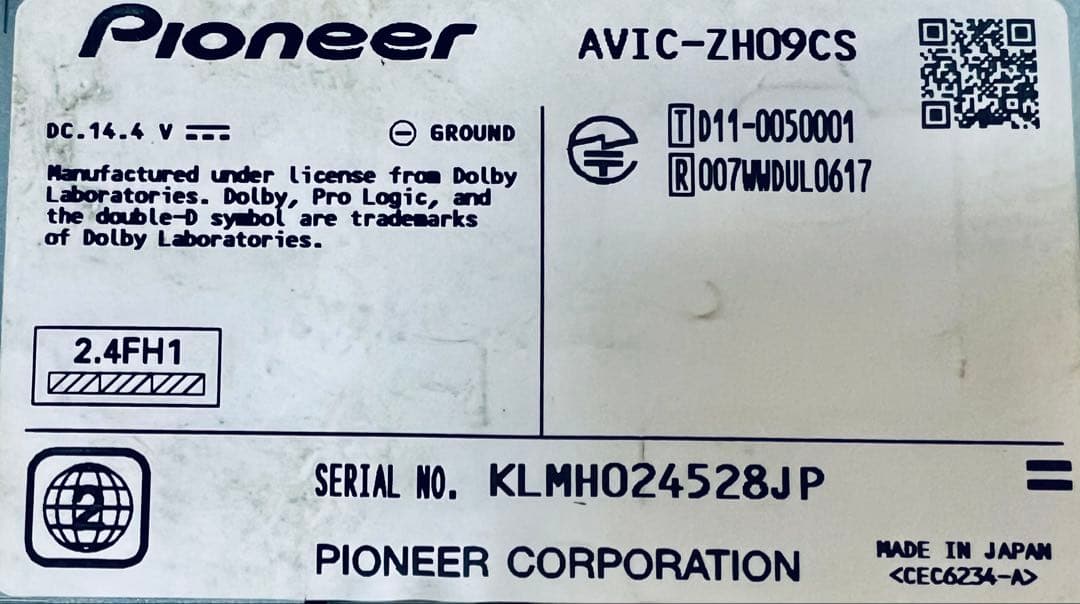 Pioneer
AVIC-ZH09CS
DC.14.4 V
GROUND
Manufactured under license from Dolby
Laboratories. Dolby, Pro Logic, and
the double-D symbol are trademarks
of Dolby Laboratories.
T D11-0050001
R 007WWDUL0617
2.4FH1
2
SERIAL NO. KLMH024528JP
PIONEER CORPORATION
MADE IN JAPAN
<CEC6234-A>